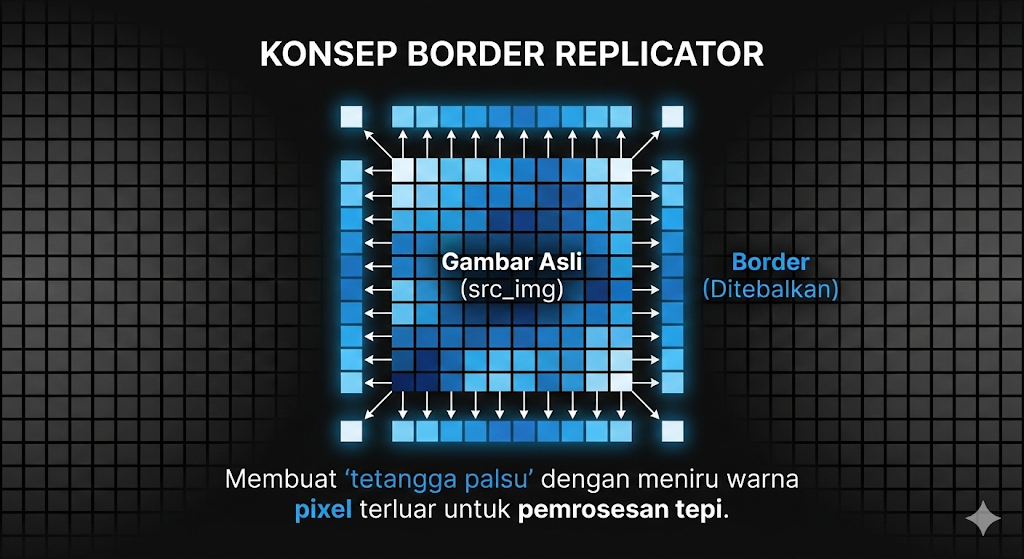 KONSEP BORDER REPLICATOR
Gambar Asli
(src_img)
Border
(Ditebalkan)
Membuat ‘tetangga palsu’ dengan meniru warna
pixel terluar untuk pemrosesan tepi.